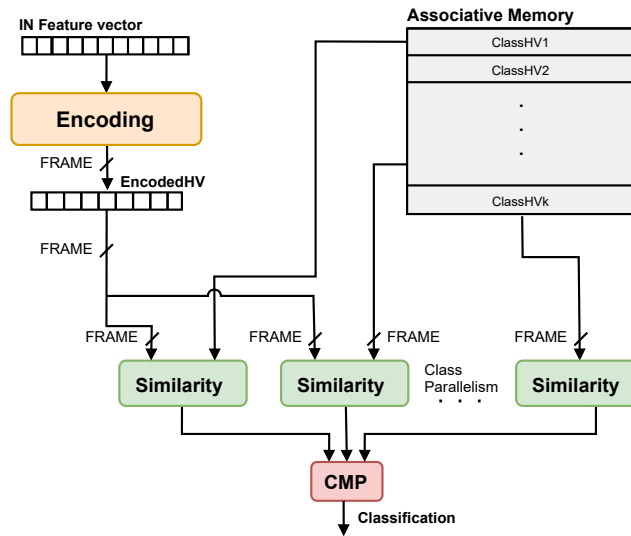 IN Feature vector
Associative Memory
ClassHV1
ClassHV2
.
.
.
ClassHVk
Encoding
FRAME
EncodedHV
FRAME
FRAME
FRAME
FRAME
FRAME
Similarity
Similarity
Class
Parallelism
. . .
Similarity
CMP
Classification